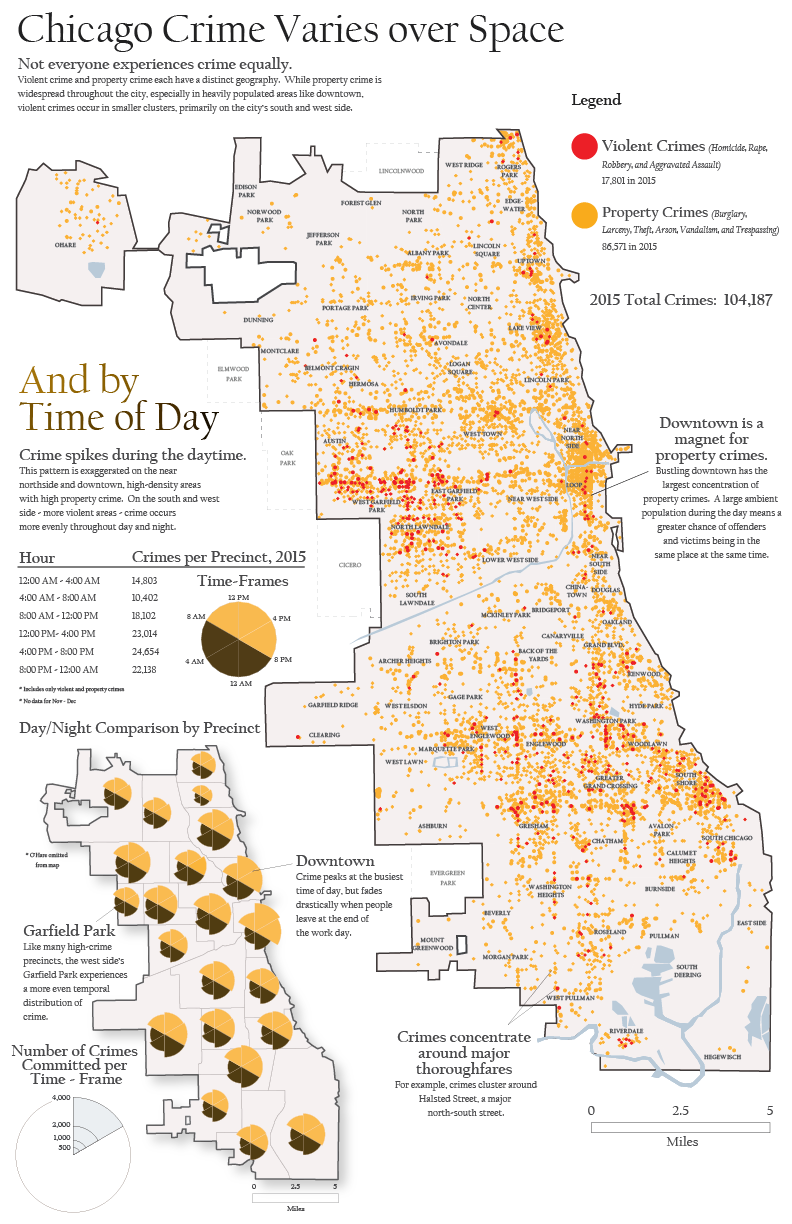 Chicago Crime Varies over Space
Not everyone experiences crime equally.
Violent crime and property crime each have a distinct geography. While property crime is
widespread throughout the city, especially in heavily populated areas like downtown,
violent crimes occur in smaller clusters, primarily on the city's south and west side.
Legend
Violent Crimes (Homicide, Rape,
Robbery, and Aggravated Assault)
17,801 in 2015
Property Crimes (Burglary,
Larceny, Theft, Arson, Vandalism, and Trespassing)
86,571 in 2015
2015 Total Crimes: 104,187
LINCOLNWOOD
WEST RIDGE
ROGERS
PARK
EDISON
PARK
FOREST GLEN
EDGE-
WATER
NORWOOD
PARK
NORTH
PARK
JEFFERSON
PARK
OHARE
LINCOLN
SQUARE
ALBANY PARK
UPTOWN
IRVING PARK
NORTH
CENTER
PORTAGE PARK
DUNNING
LAKE VIEW
AVONDALE
MONTCLARE
BELMONT CRAGIN
LOGAN
SQUARE
ELMWOOD
PARK
HERMOSA
LINCOLN PARK
HUMBOLDT PARK
WEST TOWN
NEAR
NORTH
SIDE
AUSTIN
OAK
PARK
LOOP
EAST GARFIELD
PARK
NEAR WEST SIDE
WEST GARFIELD
PARK
NORTH LAWNDALE
CICERO
LOWER WEST SIDE
NEAR
SOUTH
SIDE
CHINA-
TOWN
DOUGLAS
SOUTH
LAWNDALE
BRIDGEPORT
MCKINLEY PARK
OAKLAND
CANARYVILLE
BRIGHTON PARK
GRAND BLVD.
BACK OF THE
YARDS
ARCHER HEIGHTS
KENWOOD
GAGE PARK
GARFIELD RIDGE
WEST ELSDON
HYDE PARK
WASHINGTON PARK
WEST
ENGLEWOOD
CLEARING
MARQUETTE PARK
ENGLEWOOD
WOODLAWN
WEST LAWN
GREATER
GRAND CROSSING
SOUTH
SHORE
ASHBURN
GRESHAM
AVALON
PARK
SOUTH CHICAGO
CHATHAM
CALUMET
HEIGHTS
EVERGREEN
PARK
WASHINGTON
HEIGHTS
BURNSIDE
BEVERLY
EAST SIDE
ROSELAND
PULLMAN
MOUNT
GREENWOOD
MORGAN PARK
SOUTH
DEERING
WEST PULLMAN
RIVERDALE
HEGEWISCH
Downtown is a
magnet for
property crimes.
Bustling downtown has the
largest concentration of
property crimes. A large ambient
population during the day means a
greater chance of offenders
and victims being in the
same place at the same time.
Crimes concentrate
around major
thoroughfares
For example, crimes cluster around
Halsted Street, a major
north-south street.
0 2.5 5
Miles
And by
Time of Day
Crime spikes during the daytime.
This pattern is exaggerated on the near
northside and downtown, high-density areas
with high property crime. On the south and west
side - more violent areas - crime occurs
more evenly throughout day and night.
Hour Crimes per Precinct, 2015
12:00 AM - 4:00 AM 14,803
4:00 AM - 8:00 AM 10,402
8:00 AM - 12:00 PM 18,102
12:00 PM- 4:00 PM 23,014
4:00 PM - 8:00 PM 24,654
8:00 PM - 12:00 AM 22,138
* Includes only violent and property crimes
* No data for Nov - Dec
Time-Frames
12 PM
8 AM 4 PM
4 AM 8 PM
12 AM
Day/Night Comparison by Precinct
* O'Hare omitted
from map
Downtown
Crime peaks at the busiest
time of day, but fades
drastically when people
leave at the end of
the work day.
Garfield Park
Like many high-crime
precincts, the west side's
Garfield Park experiences
a more even temporal
distribution of
crime.
Number of Crimes
Committed per
Time - Frame
4,000
2,000
1,000
500
0 2.5 5
Miles